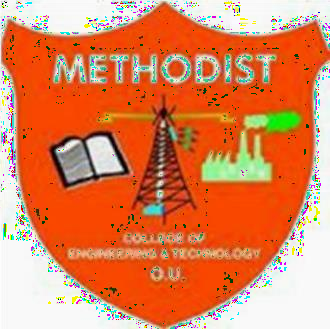 METHODIST
COLLEGE OF
ENGINEERING & TECHNOLOGY
O.U.